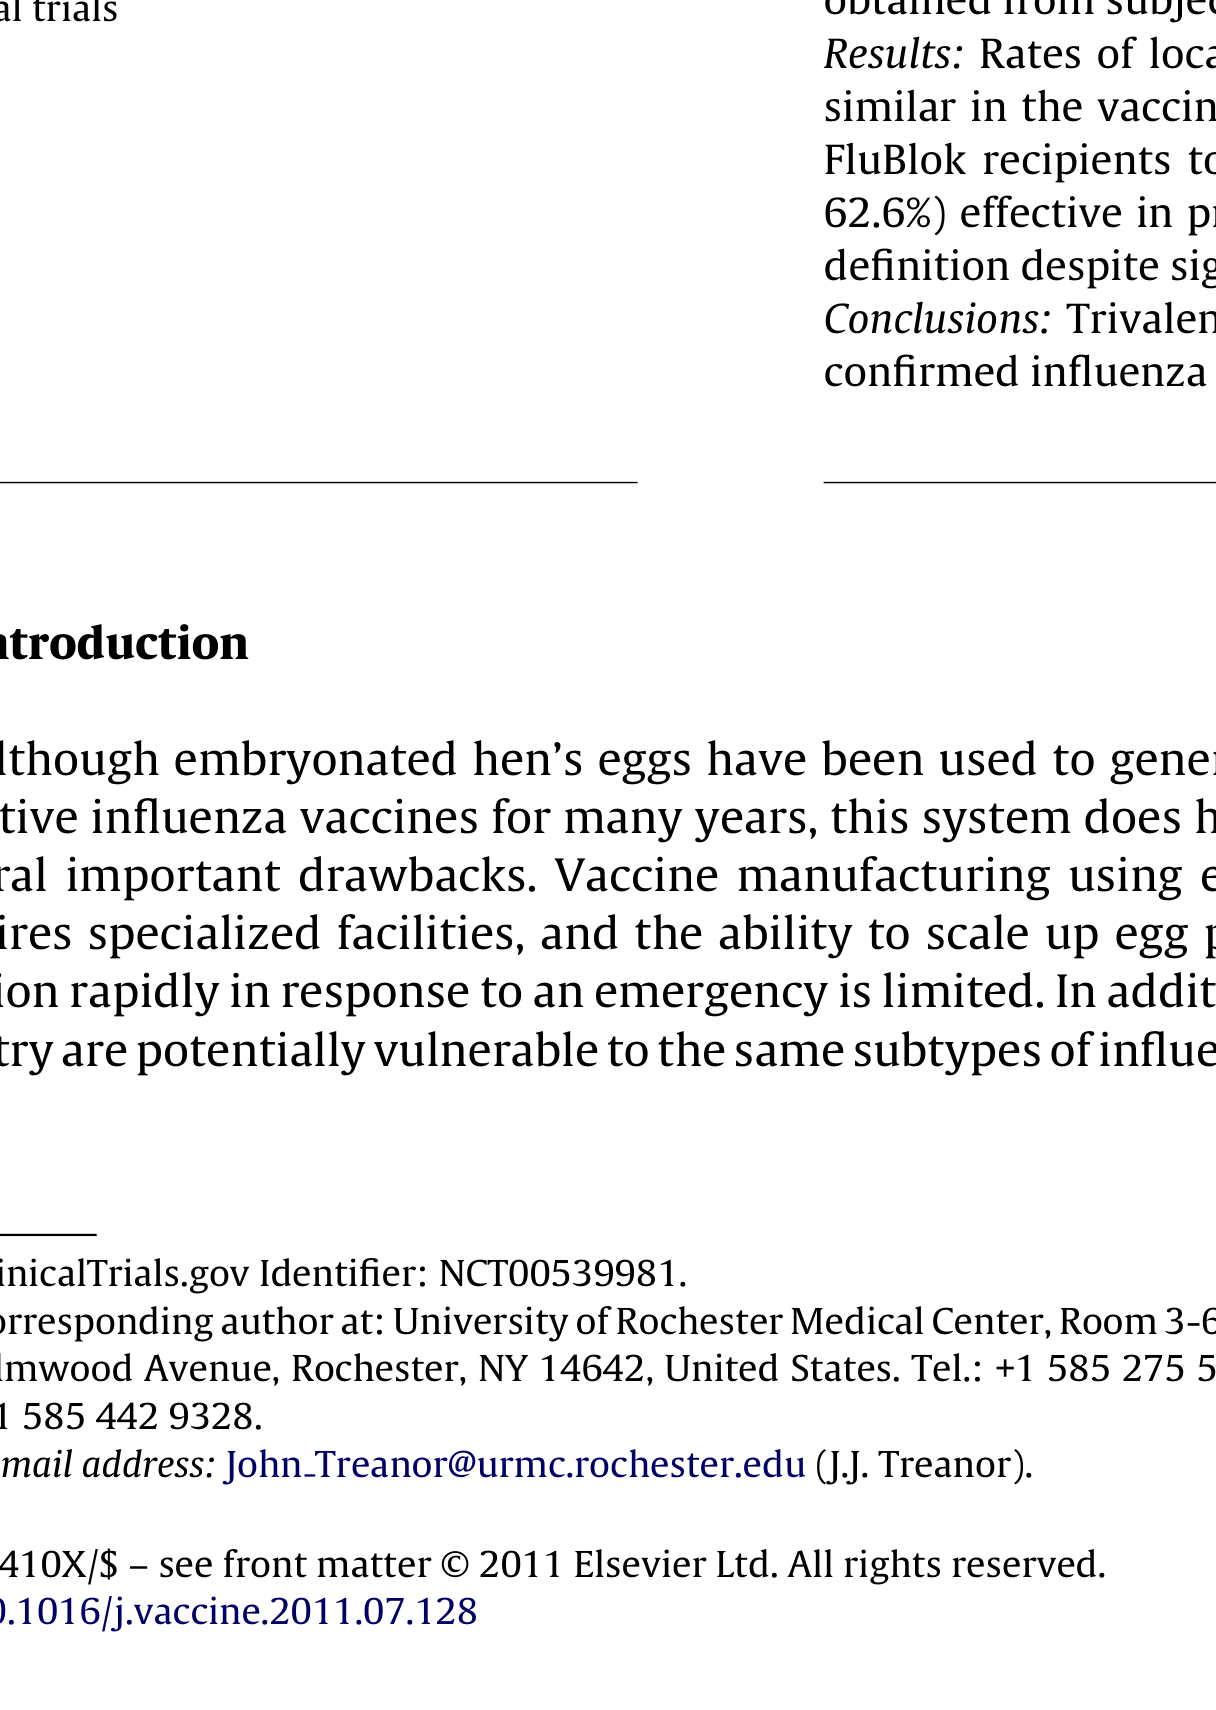 al trials
obtained from subjec
Results: Rates of loca
similar in the vaccin
FluBlok recipients to
62.6%) effective in pr
definition despite sig
Conclusions: Trivalen
confirmed influenza
ntroduction
lthough embryonated hen’s eggs have been used to gener
tive influenza vaccines for many years, this system does h
ral important drawbacks. Vaccine manufacturing using e
ires specialized facilities, and the ability to scale up egg p
ion rapidly in response to an emergency is limited. In addit
try are potentially vulnerable to the same subtypes of influe
inicalTrials.gov Identifier: NCT00539981.
orresponding author at: University of Rochester Medical Center, Room 3-6
lmwood Avenue, Rochester, NY 14642, United States. Tel.: +1 585 275 5
1 585 442 9328.
mail address: John_Treanor@urmc.rochester.edu (J.J. Treanor).
410X/$ – see front matter © 2011 Elsevier Ltd. All rights reserved.
0.1016/j.vaccine.2011.07.128